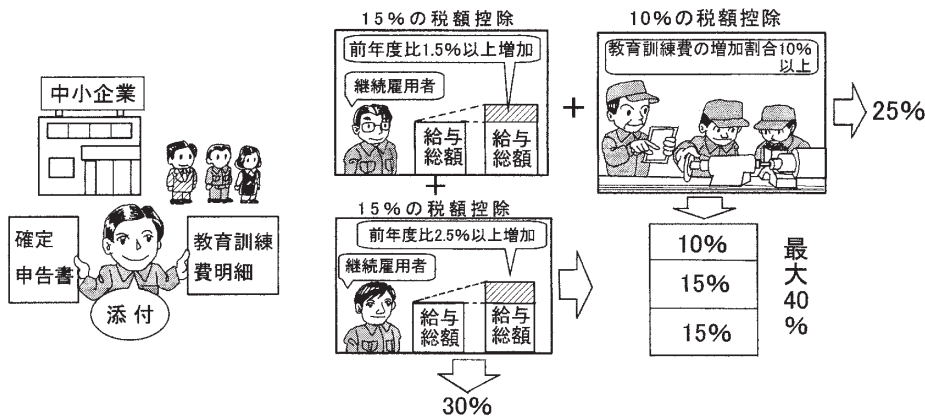 中小企業
確定
申告書
教育訓練
費明細
添付
15%の税額控除
前年度比1.5%以上増加
継続雇用者
給与
総額
給与
総額
+
10%の税額控除
教育訓練費の増加割合10%
以上
25%
+
15%の税額控除
前年度比2.5%以上増加
継続雇用者
給与
総額
給与
総額
30%
10%
15%
15%
最大40%